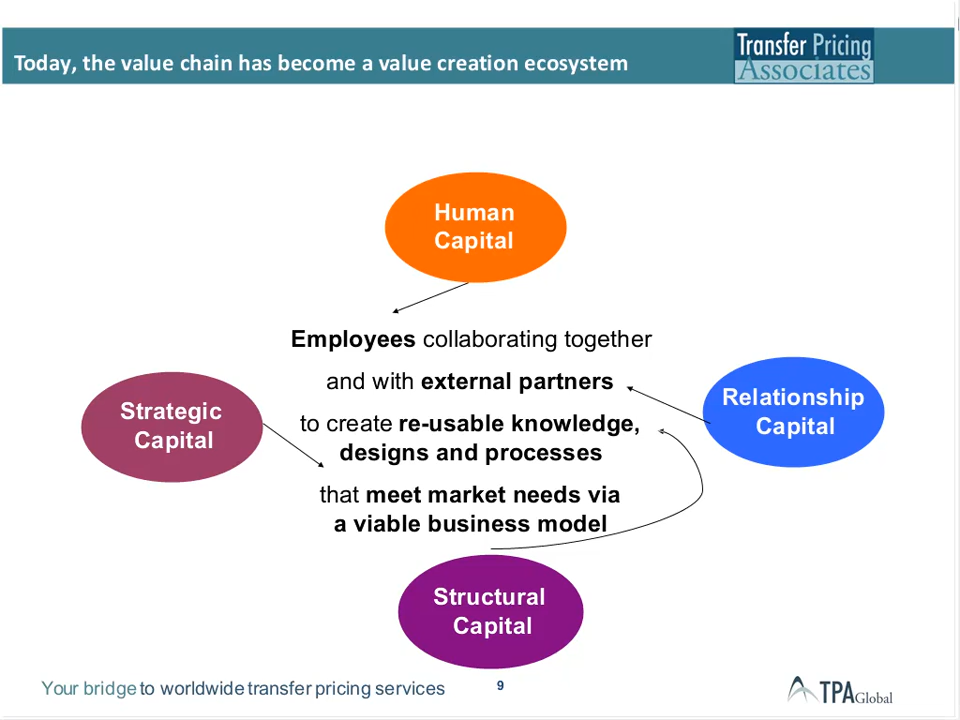 Today, the value chain has become a value creation ecosystem
Transfer Pricing
Associates
Human
Capital
Employees collaborating together
and with external partners
to create re-usable knowledge,
designs and processes
that meet market needs via
a viable business model
Strategic
Capital
Relationship
Capital
Structural
Capital
Your bridge to worldwide transfer pricing services
9
TPA Global